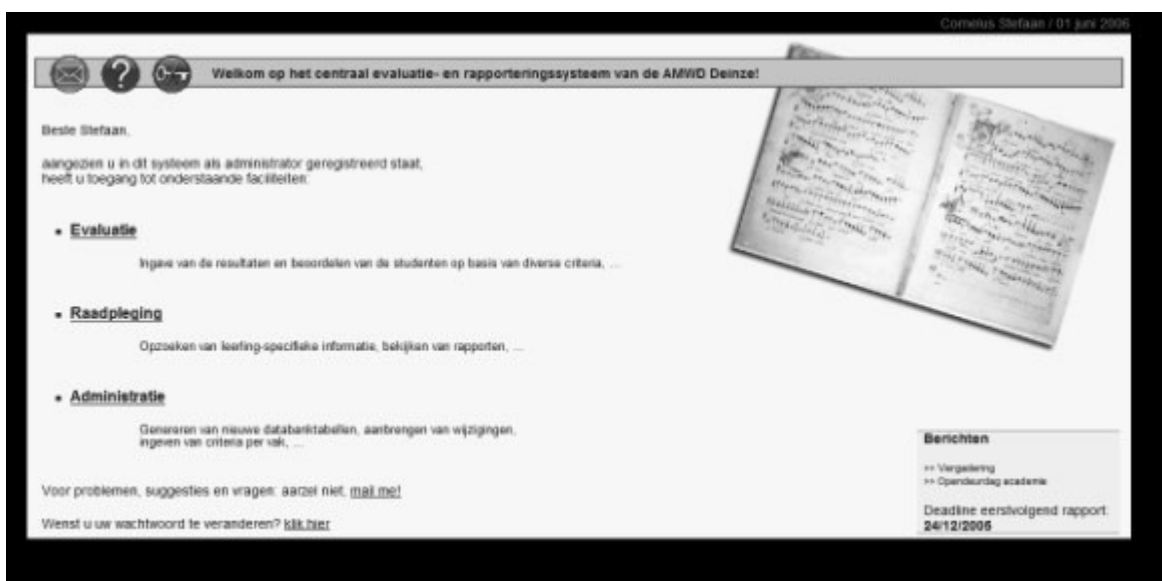 Cornelus Stefaan / 01 juni 2006
Welkom op het centraal evaluatie- en rapporteringssysteem van de AMWD Deinze!
Beste Stefaan,
aangezien u in dit systeem als administrator geregistreerd staat,
heeft u toegang tot onderstaande faciliteiten:
Evaluatie
Ingave van de resultaten en beoordelen van de studenten op basis van diverse criteria, ...
Raadpleging
Opzoeken van leerling-specifieke informatie, bekijken van rapporten, ...
Administratie
Genereren van nieuwe databanktabellen, aanbrengen van wijzigingen,
ingeven van criteria per vak, ...
Voor problemen, suggesties en vragen: aarzel niet, mail me!
Wenst u uw wachtwoord te veranderen? klik hier
Berichten
>> Vergadering
>> Opendeurdag academie
Deadline eerstvolgend rapport:
24/12/2005